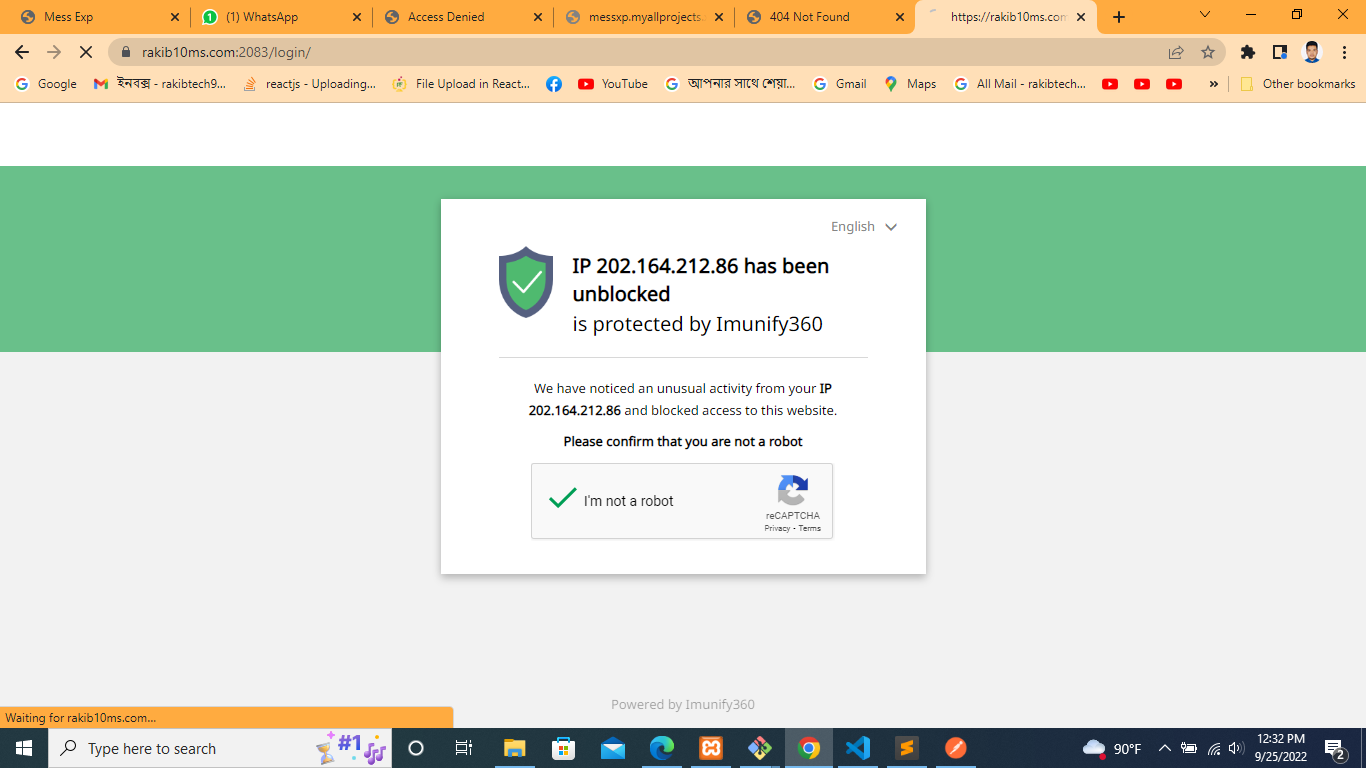 Mess Exp
(1) WhatsApp
Access Denied
messxp.myallprojects.
404 Not Found
https://rakib10ms.com
rakib10ms.com:2083/login/
Google
ইনবক্স - rakibtech9...
reactjs - Uploading...
File Upload in React...
YouTube
আপনার সাথে শেয়া...
Gmail
Maps
All Mail - rakibtech...
»
Other bookmarks
English
IP 202.164.212.86 has been
unblocked
is protected by Imunify360
We have noticed an unusual activity from your IP
202.164.212.86 and blocked access to this website.
Please confirm that you are not a robot
I'm not a robot
reCAPTCHA
Privacy - Terms
Powered by Imunify360
Waiting for rakib10ms.com...
Type here to search
#1
90°F
12:32 PM
9/25/2022
2